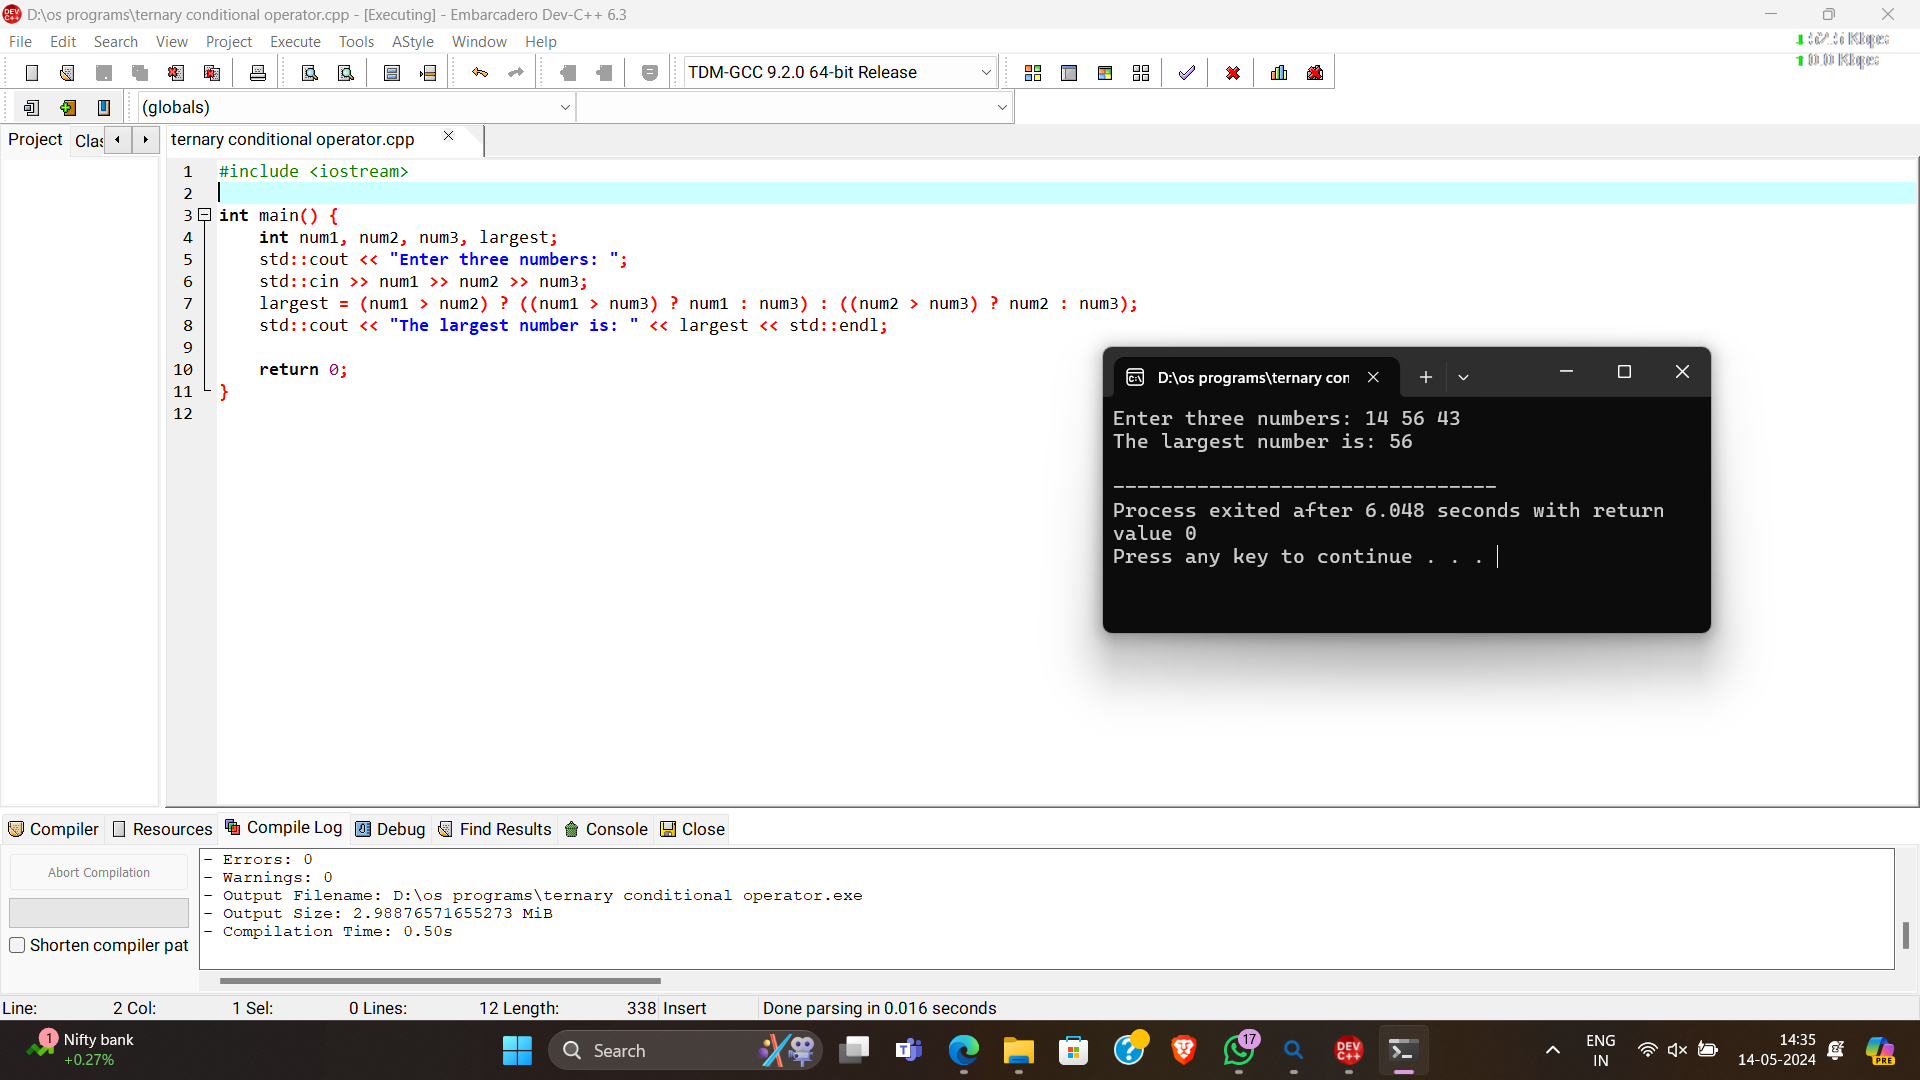 D:\os programs\ternary conditional operator.cpp - [Executing] - Embarcadero Dev-C++ 6.3
File Edit Search View Project Execute Tools AStyle Window Help
TDM-GCC 9.2.0 64-bit Release
(globals)
Project Clas ternary conditional operator.cpp
1 #include <iostream>
2
3 int main() {
4 int num1, num2, num3, largest;
5 std::cout << "Enter three numbers: ";
6 std::cin >> num1 >> num2 >> num3;
7 largest = (num1 > num2) ? ((num1 > num3) ? num1 : num3) : ((num2 > num3) ? num2 : num3);
8 std::cout << "The largest number is: " << largest << std::endl;
9
10 return 0;
11 }
12
D:\os programs\ternary con
Enter three numbers: 14 56 43
The largest number is: 56
--------------------------------
Process exited after 6.048 seconds with return
value 0
Press any key to continue . . .
Compiler Resources Compile Log Debug Find Results Console Close
Abort Compilation
Shorten compiler pat
- Errors: 0
- Warnings: 0
- Output Filename: D:\os programs\ternary conditional operator.exe
- Output Size: 2.98876571655273 MiB
- Compilation Time: 0.50s
Line: 2 Col: 1 Sel: 0 Lines: 12 Length: 338 Insert Done parsing in 0.016 seconds
1 Nifty bank
+0.27%
Search
17
DEV C++
ENG
IN
14:35
14-05-2024
PRE